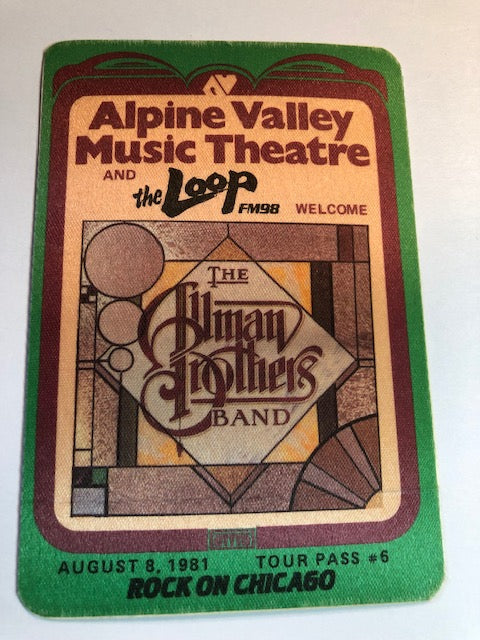 AV
Alpine Valley
Music Theatre
AND
the Loop
FM98 WELCOME
THE
Allman
Brothers
BAND
AUGUST 8, 1981 TOUR PASS #6
ROCK ON CHICAGO